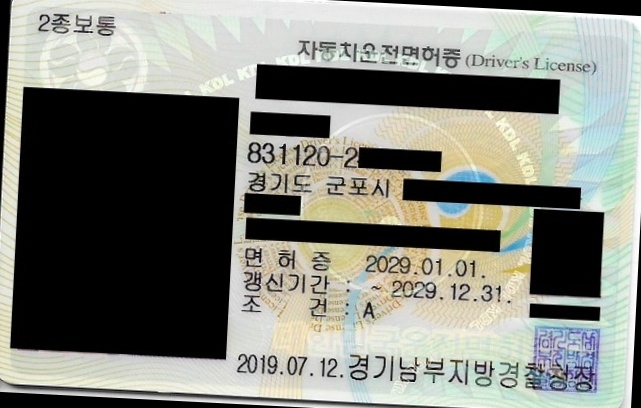 2종보통
자동차운전면허증 (Driver's License)
831120-2
경기도 군포시
면 허 증 2029.01.01.
갱신기간 : ~ 2029.12.31.
조 건 : A
2019.07.12. 경기남부지방경찰청장